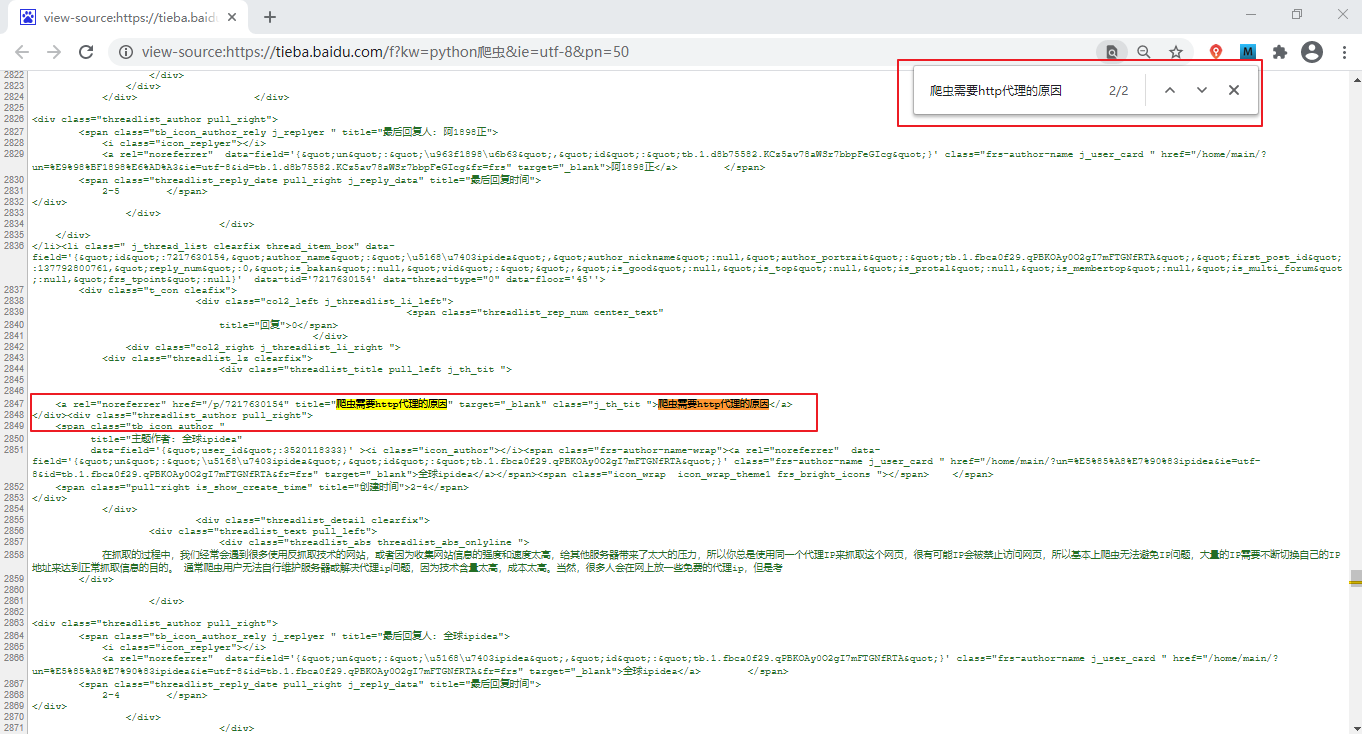 view-source:https://tieba.baid
view-source:https://tieba.baidu.com/f?kw=python爬虫&ie=utf-8&pn=50
爬虫需要http代理的原因 2/2
2822 </div>
2823 </div>
2824 </div> </div>
2825
2826 <div class="threadlist_author pull_right">
2827 <span class="tb_icon_author_rely j_replyer " title="最后回复人: 阿1898正">
2828 <i class="icon_replyer"></i>
2829 <a rel="noreferrer" data-field='{&quot;un&quot;:&quot;\u963f1898\u6b63&quot;,&quot;id&quot;:&quot;tb.1.d8b75582.KCz5av78aWSr7bbpFeGIcg&quot;}' class="frs-author-name j_user_card " href="/home/main/?
un=%E9%98%BF1898%E6%AD%A3&ie=utf-8&id=tb.1.d8b75582.KCz5av78aWSr7bbpFeGIcg&fr=frs" target="_blank">阿1898正</a> </span>
2830 <span class="threadlist_reply_date pull_right j_reply_data" title="最后回复时间">
2831 2-5 </span>
2832 </div>
2833 </div>
2834 </div>
2835 </div>
2836 </li><li class=" j_thread_list clearfix thread_item_box" data-
field='{&quot;id&quot;:7217630154,&quot;author_name&quot;:&quot;\u5168\u7403ipidea&quot;,&quot;author_nickname&quot;:null,&quot;author_portrait&quot;:&quot;tb.1.fbca0f29.qPBKOAy0O2gI7mFTGNfRTA&quot;,&quot;first_post_id&quot;
:137792800761,&quot;reply_num&quot;:0,&quot;is_bakan&quot;:null,&quot;vid&quot;:&quot;&quot;,&quot;is_good&quot;:null,&quot;is_top&quot;:null,&quot;is_protal&quot;:null,&quot;is_membertop&quot;:null,&quot;is_multi_forum&quot;
:null,&quot;frs_tpoint&quot;:null}' data-tid='7217630154' data-thread-type="0" data-floor='45'>
2837 <div class="t_con cleafix">
2838 <div class="col2_left j_threadlist_li_left">
2839 <span class="threadlist_rep_num center_text"
2840 title="回复">0</span>
2841 </div>
2842 <div class="col2_right j_threadlist_li_right ">
2843 <div class="threadlist_lz clearfix">
2844 <div class="threadlist_title pull_left j_th_tit ">
2845
2846
2847 <a rel="noreferrer" href="/p/7217630154" title="爬虫需要http代理的原因" target="_blank" class="j_th_tit ">爬虫需要http代理的原因</a>
2848 </div><div class="threadlist_author pull_right">
2849 <span class="tb_icon_author "
2850 title="主题作者: 全球ipidea"
2851 data-field='{&quot;user_id&quot;:3520118333}' ><i class="icon_author"></i><span class="frs-author-name-wrap"><a rel="noreferrer" data-
field='{&quot;un&quot;:&quot;\u5168\u7403ipidea&quot;,&quot;id&quot;:&quot;tb.1.fbca0f29.qPBKOAy0O2gI7mFTGNfRTA&quot;}' class="frs-author-name j_user_card " href="/home/main/?un=%E5%85%A8%E7%90%83ipidea&ie=utf-
8&id=tb.1.fbca0f29.qPBKOAy0O2gI7mFTGNfRTA&fr=frs" target="_blank">全球ipidea</a></span><span class="icon_wrap icon_wrap_theme1 frs_bright_icons "></span> </span>
2852 <span class="pull-right is_show_create_time" title="创建时间">2-4</span>
2853 </div>
2854 </div>
2855 <div class="threadlist_detail clearfix">
2856 <div class="threadlist_text pull_left">
2857 <div class="threadlist_abs threadlist_abs_onlyline ">
2858 在抓取的过程中，我们经常会遇到很多使用反抓取技术的网站，或者因为收集网站信息的强度和速度太高，给其他服务器带来了太大的压力，所以你总是使用同一个代理IP来抓取这个网页，很有可能IP会被禁止访问网页，所以基本上爬虫无法避免IP问题，大量的IP需要不断切换自己的IP
地址来达到正常抓取信息的目的。 通常爬虫用户无法自行维护服务器或解决代理ip问题，因为技术含量太高，成本太高。当然，很多人会在网上放一些免费的代理ip，但是考
2859 </div>
2860
2861 </div>
2862
2863 <div class="threadlist_author pull_right">
2864 <span class="tb_icon_author_rely j_replyer " title="最后回复人: 全球ipidea">
2865 <i class="icon_replyer"></i>
2866 <a rel="noreferrer" data-field='{&quot;un&quot;:&quot;\u5168\u7403ipidea&quot;,&quot;id&quot;:&quot;tb.1.fbca0f29.qPBKOAy0O2gI7mFTGNfRTA&quot;}' class="frs-author-name j_user_card " href="/home/main/?
un=%E5%85%A8%E7%90%83ipidea&ie=utf-8&id=tb.1.fbca0f29.qPBKOAy0O2gI7mFTGNfRTA&fr=frs" target="_blank">全球ipidea</a> </span>
2867 <span class="threadlist_reply_date pull_right j_reply_data" title="最后回复时间">
2868 2-4 </span>
2869 </div>
2870 </div>
2871 </div>